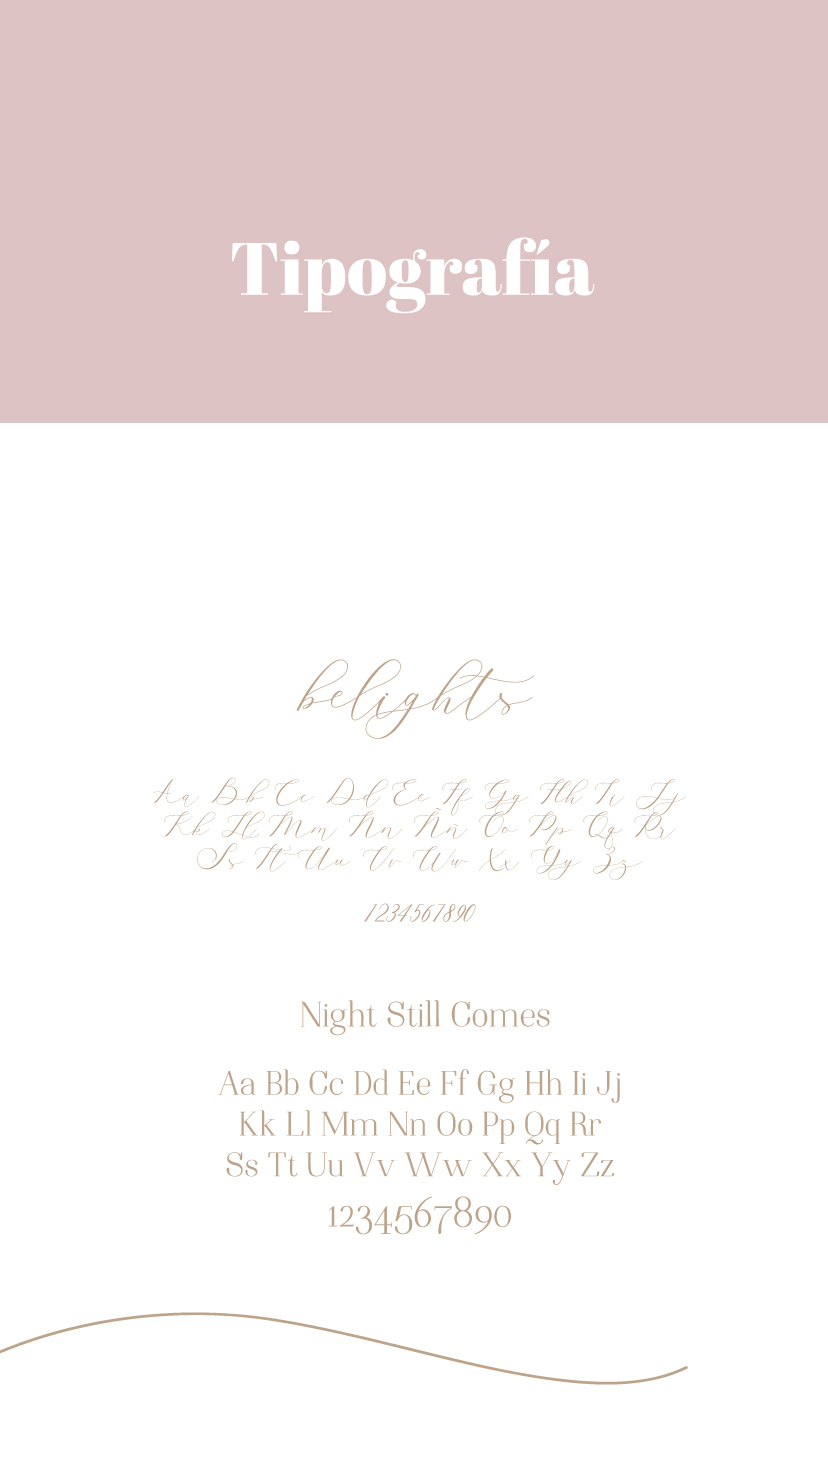 Tipografía
belights
Aa Bb Cc Dd Ee Ff Gg Hh Ii Jj
Kk Ll Mm Nn Ññ Oo Pp Qq Rr
Ss Tt Uu Vv Ww Xx Yy Zz
1234567890
Night Still Comes
Aa Bb Cc Dd Ee Ff Gg Hh Ii Jj
Kk Ll Mm Nn Oo Pp Qq Rr
Ss Tt Uu Vv Ww Xx Yy Zz
1234567890